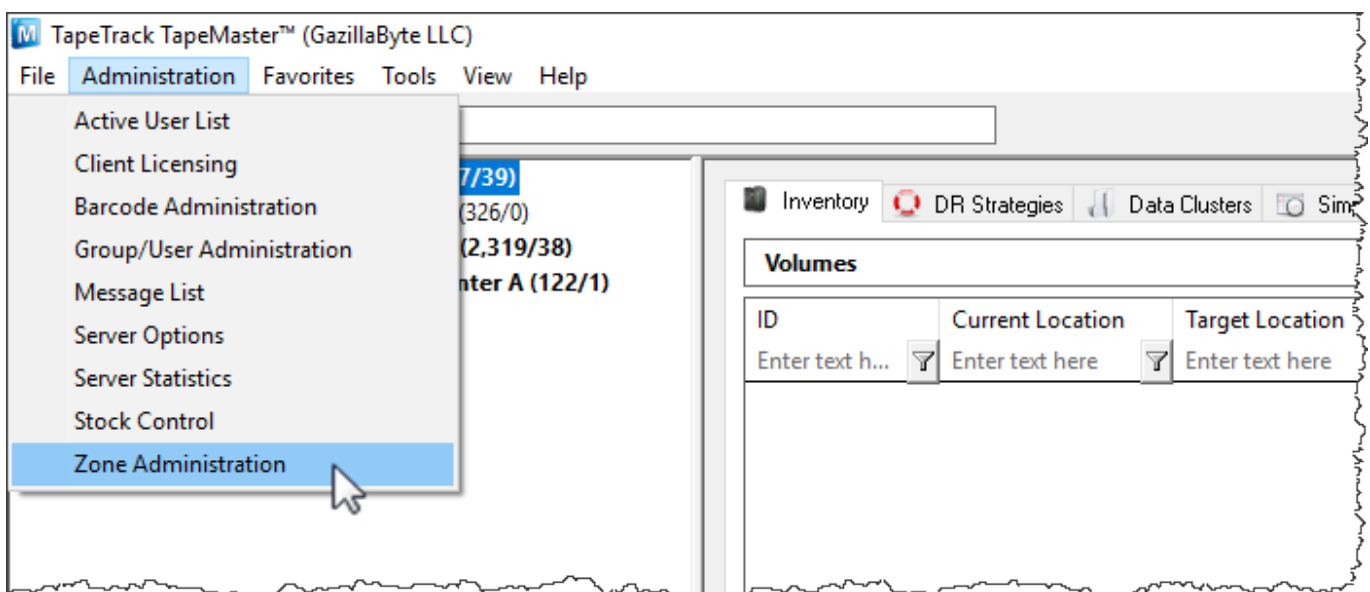 M TapeTrack TapeMaster™ (GazillaByte LLC)
File Administration Favorites Tools View Help
Active User List
Client Licensing
Barcode Administration
Group/User Administration
Message List
Server Options
Server Statistics
Stock Control
Zone Administration
7/39)
(326/0)
(2,319/38)
nter A (122/1)
Inventory DR Strategies Data Clusters Sim
Volumes
ID Current Location Target Location
Enter text h... Enter text here Enter text here